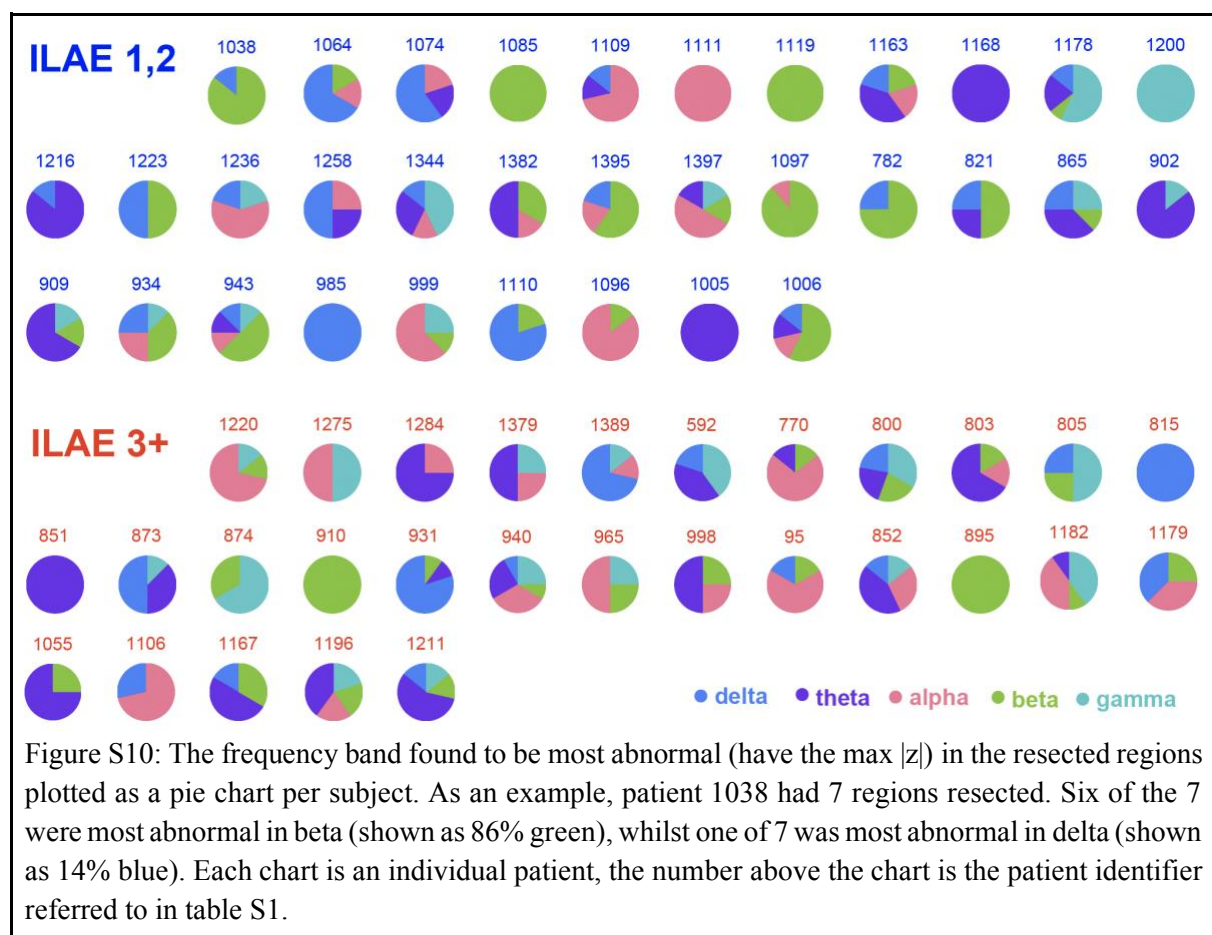 ILAE 1,2
1038 1064 1074 1085 1109 1111 1119 1163 1168 1178 1200
1216 1223 1236 1258 1344 1382 1395 1397 1097 782 821 865 902
909 934 943 985 999 1110 1096 1005 1006
ILAE 3+
1220 1275 1284 1379 1389 592 770 800 803 805 815
851 873 874 910 931 940 965 998 95 852 895 1182 1179
1055 1106 1167 1196 1211
delta theta alpha beta gamma
Figure S10: The frequency band found to be most abnormal (have the max |z|) in the resected regions
plotted as a pie chart per subject. As an example, patient 1038 had 7 regions resected. Six of the 7
were most abnormal in beta (shown as 86% green), whilst one of 7 was most abnormal in delta (shown
as 14% blue). Each chart is an individual patient, the number above the chart is the patient identifier
referred to in table S1.